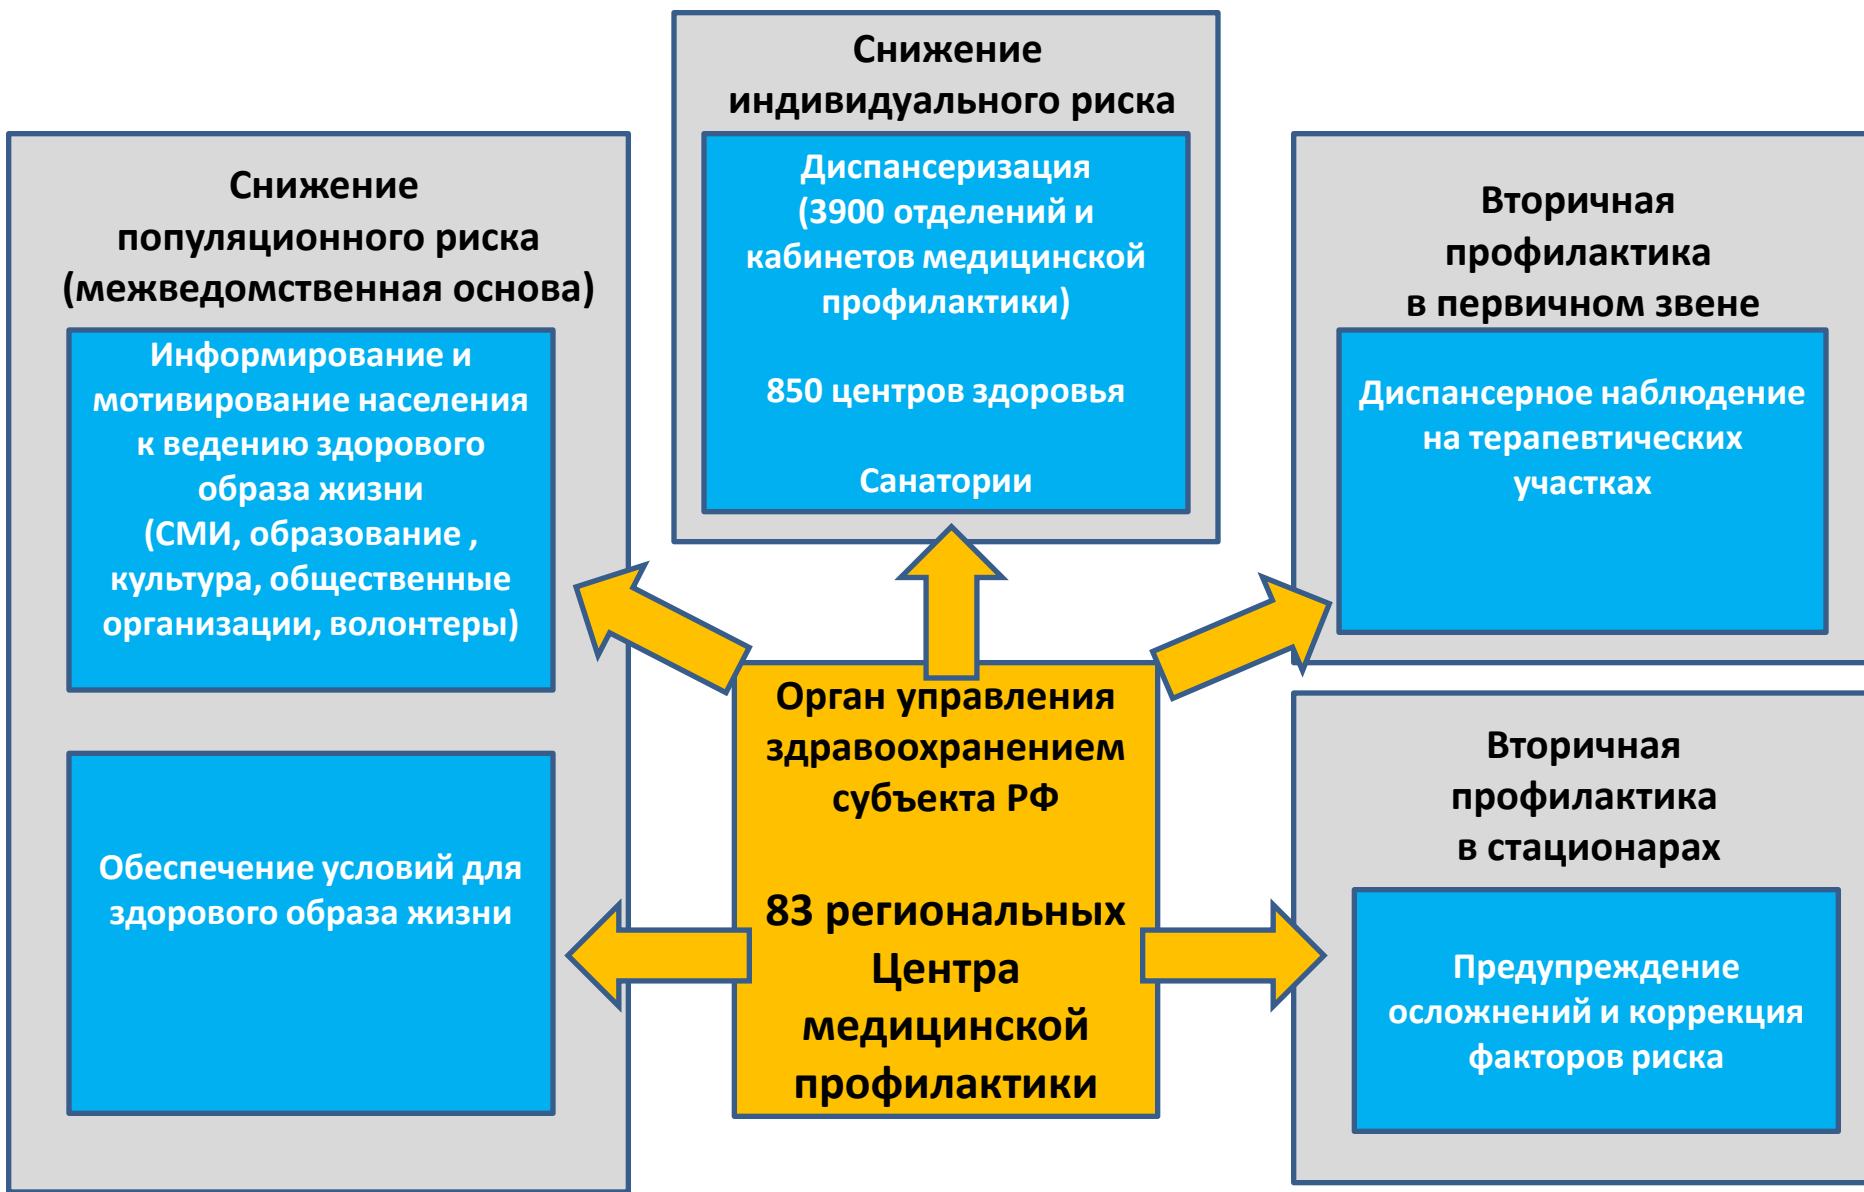 Снижение
популяционного риска
(межведомственная основа)
Информирование и
мотивирование населения
к ведению здорового
образа жизни
(СМИ, образование ,
культура, общественные
организации, волонтеры)
Обеспечение условий для
здорового образа жизни
Снижение
индивидуального риска
Диспансеризация
(3900 отделений и
кабинетов медицинской
профилактики)
850 центров здоровья
Санатории
Орган управления
здравоохранением
субъекта РФ
83 региональных
Центра
медицинской
профилактики
Вторичная
профилактика
в первичном звене
Диспансерное наблюдение
на терапевтических
участках
Вторичная
профилактика
в стационарах
Предупреждение
осложнений и коррекция
факторов риска